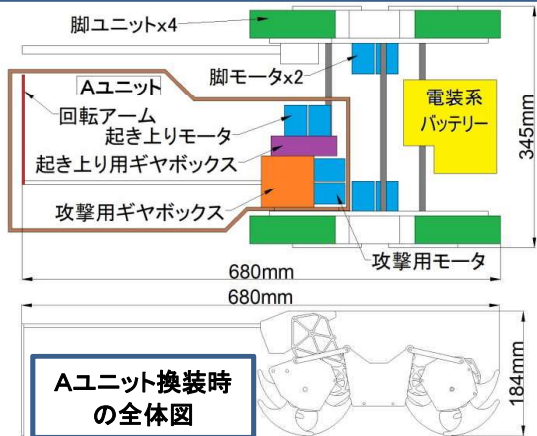 脚ユニットx4
Aユニット
脚モータx2
回転アーム
起き上りモータ
起き上り用ギヤボックス
電装系
バッテリー
345mm
攻撃用ギヤボックス
攻撃用モータ
680mm
680mm
184mm
Aユニット換装時
の全体図